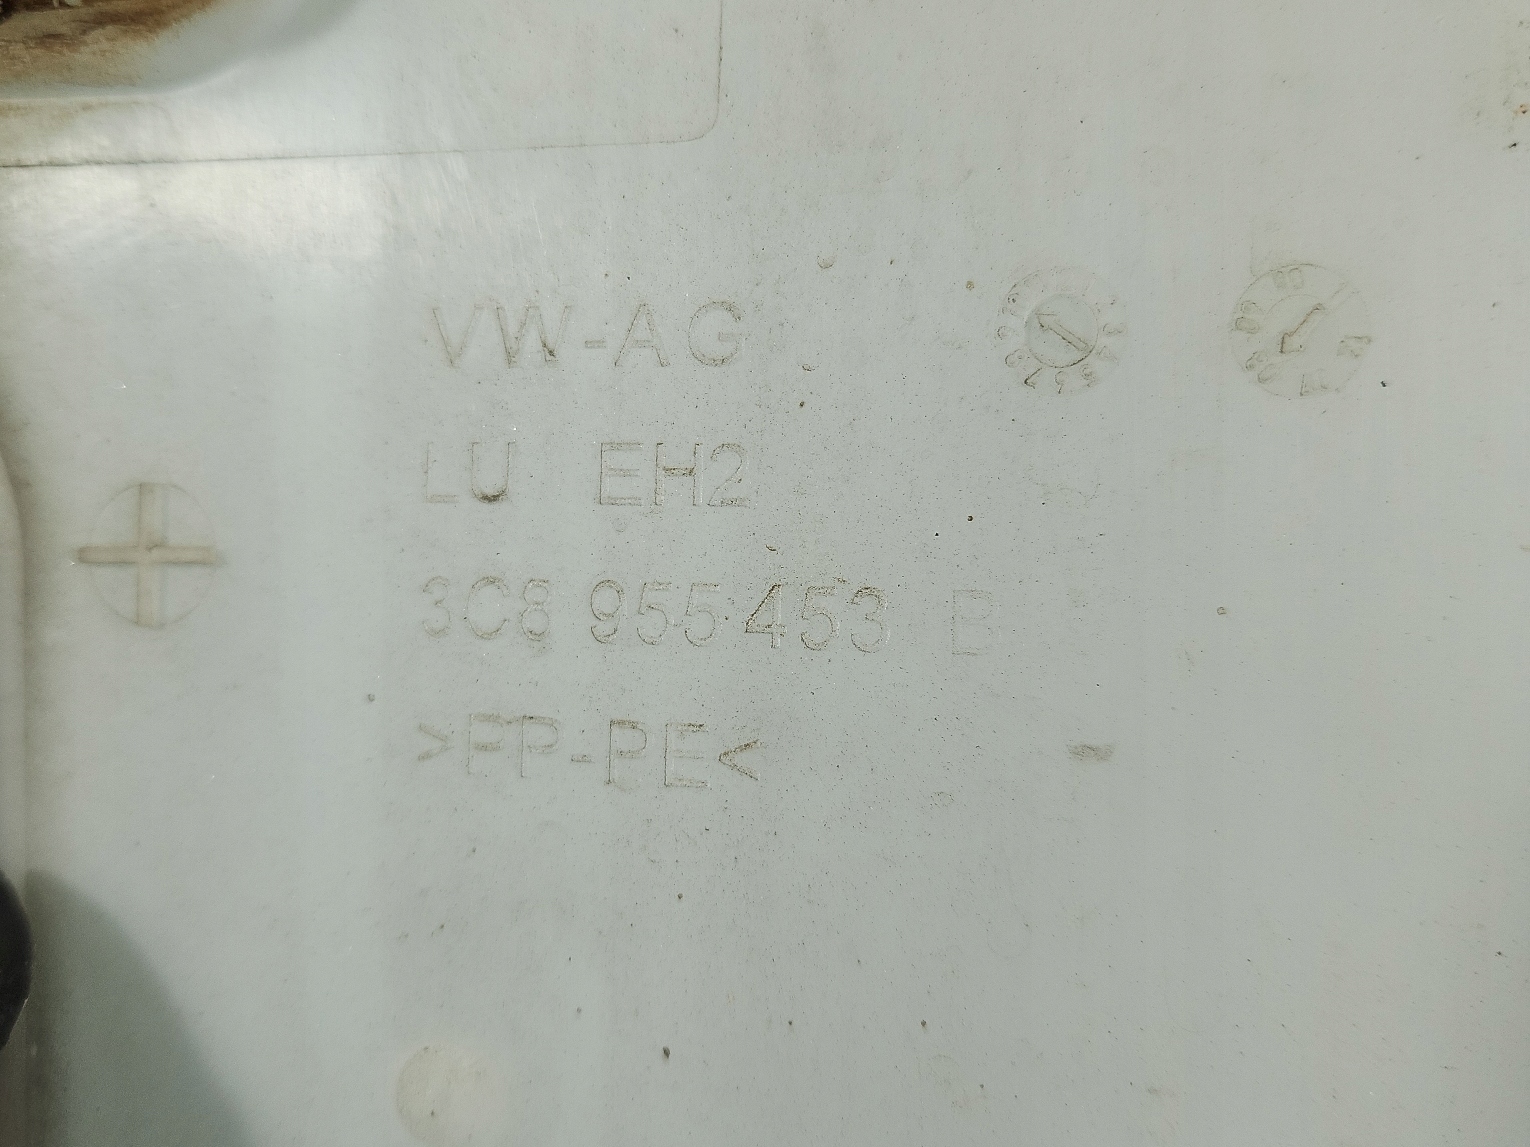 VW-AG
LU EH2
3C8 955 453 B
>PP-PE<